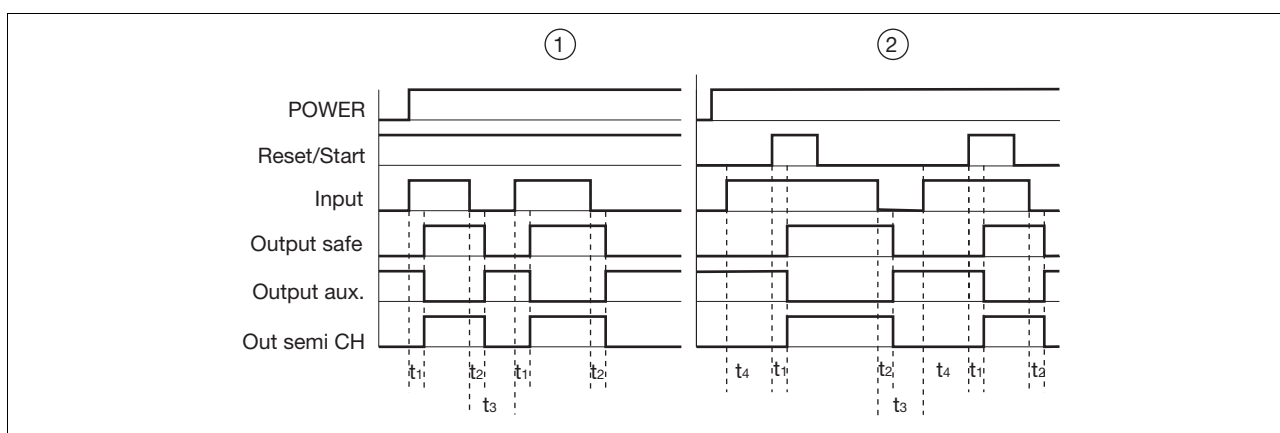 ① ②
POWER
Reset/Start
Input
Output safe
Output aux.
Out semi CH
t1 t2 t1 t2 t4 t1 t2 t4 t1 t2
t3 t3